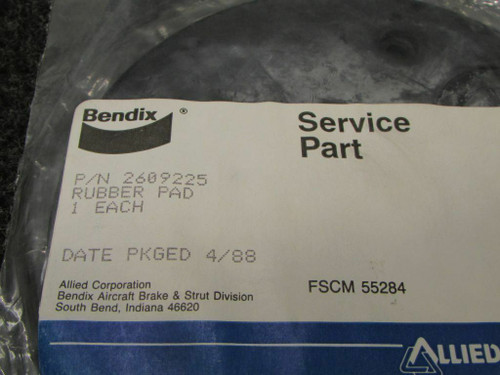 Bendix ®
Service
Part
P/N 2609225
RUBBER PAD
1 EACH
DATE PKGED 4/88
Allied Corporation
Bendix Aircraft Brake & Strut Division
South Bend, Indiana 46620
FSCM 55284
ALLIED